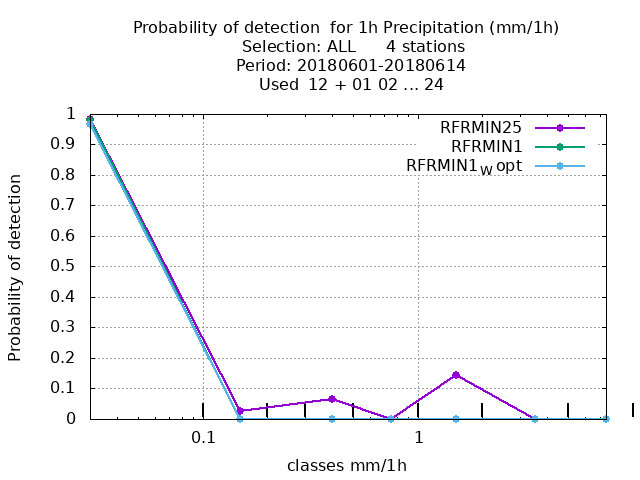 Probability of detection  for 1h Precipitation (mm/1h)
Selection: ALL      4 stations
Period: 20180601-20180614
Used  12 + 01 02 ... 24
RFRMIN25
RFRMIN1
RFRMIN1W opt
Probability of detection
1
0.9
0.8
0.7
0.6
0.5
0.4
0.3
0.2
0.1
0
0.1
1
classes mm/1h